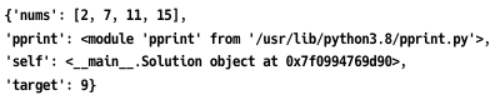 {'nums': [2, 7, 11, 15],
'pprint': <module 'pprint' from '/usr/lib/python3.8/pprint.py'>,
'self': <__main__.Solution object at 0x7f0994769d90>,
'target': 9}